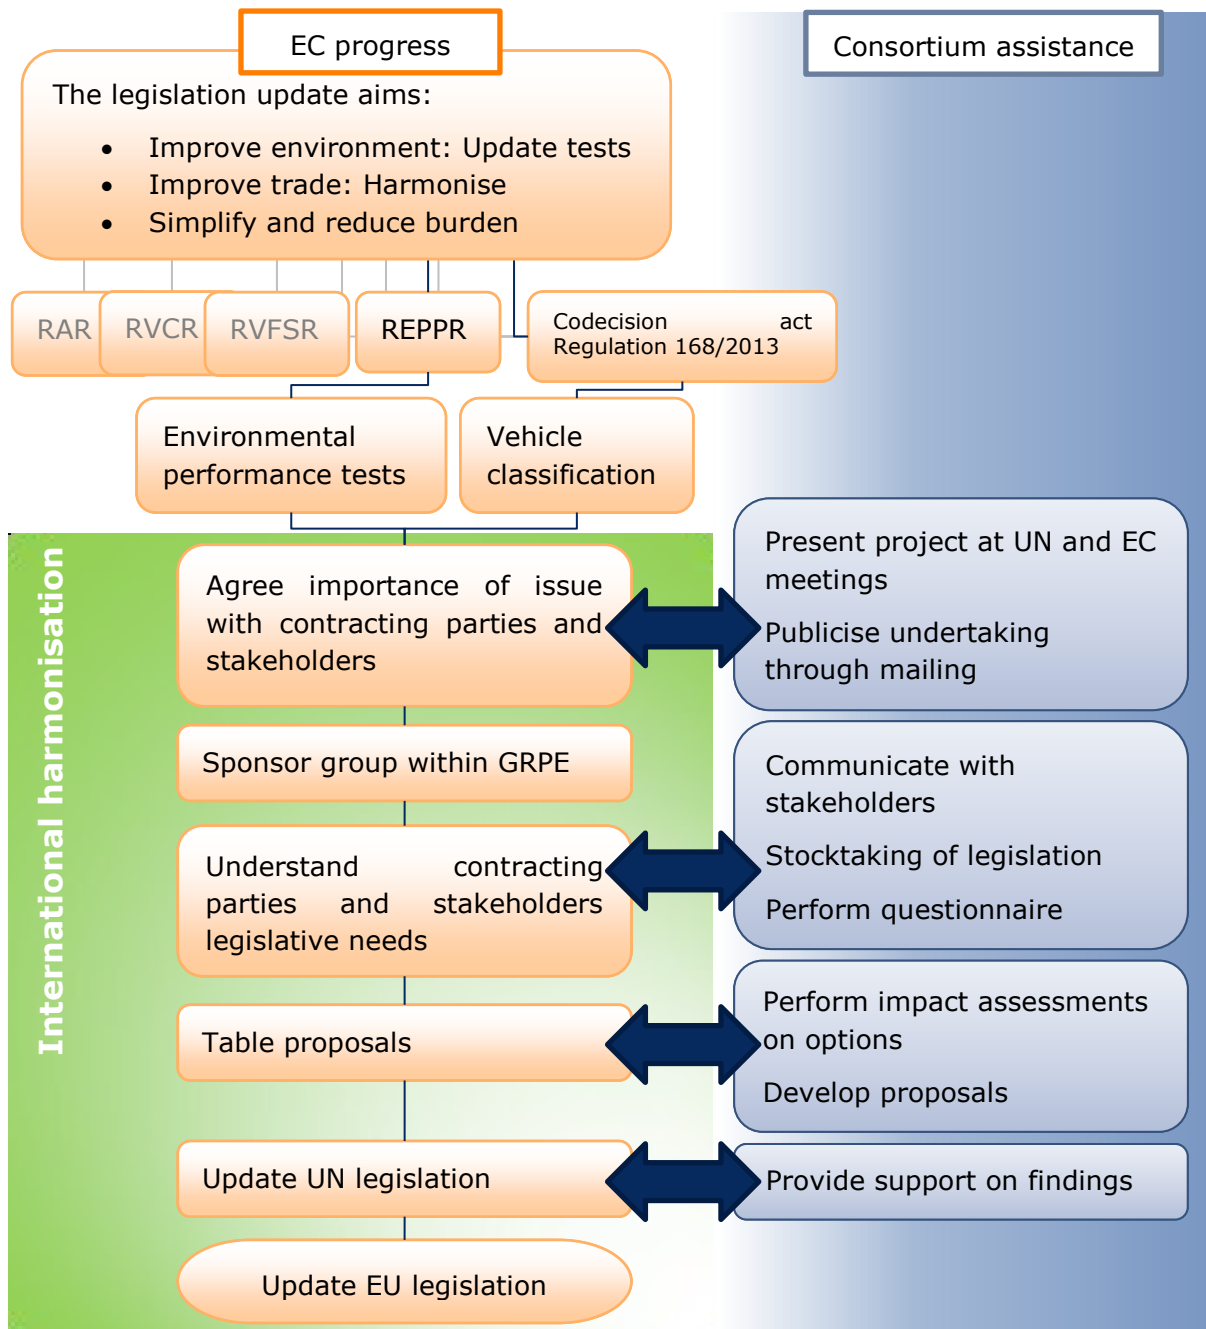 EC progress
Consortium assistance
The legislation update aims:
• Improve environment: Update tests
• Improve trade: Harmonise
• Simplify and reduce burden
RAR
RVCR
RVFSR
REPPR
Codecision act
Regulation 168/2013
Environmental
performance tests
Vehicle
classification
International harmonisation
Agree importance of issue
with contracting parties and
stakeholders
Present project at UN and EC
meetings
Publicise undertaking
through mailing
Sponsor group within GRPE
Understand contracting
parties and stakeholders
legislative needs
Communicate with
stakeholders
Stocktaking of legislation
Perform questionnaire
Table proposals
Perform impact assessments
on options
Develop proposals
Update UN legislation
Provide support on findings
Update EU legislation